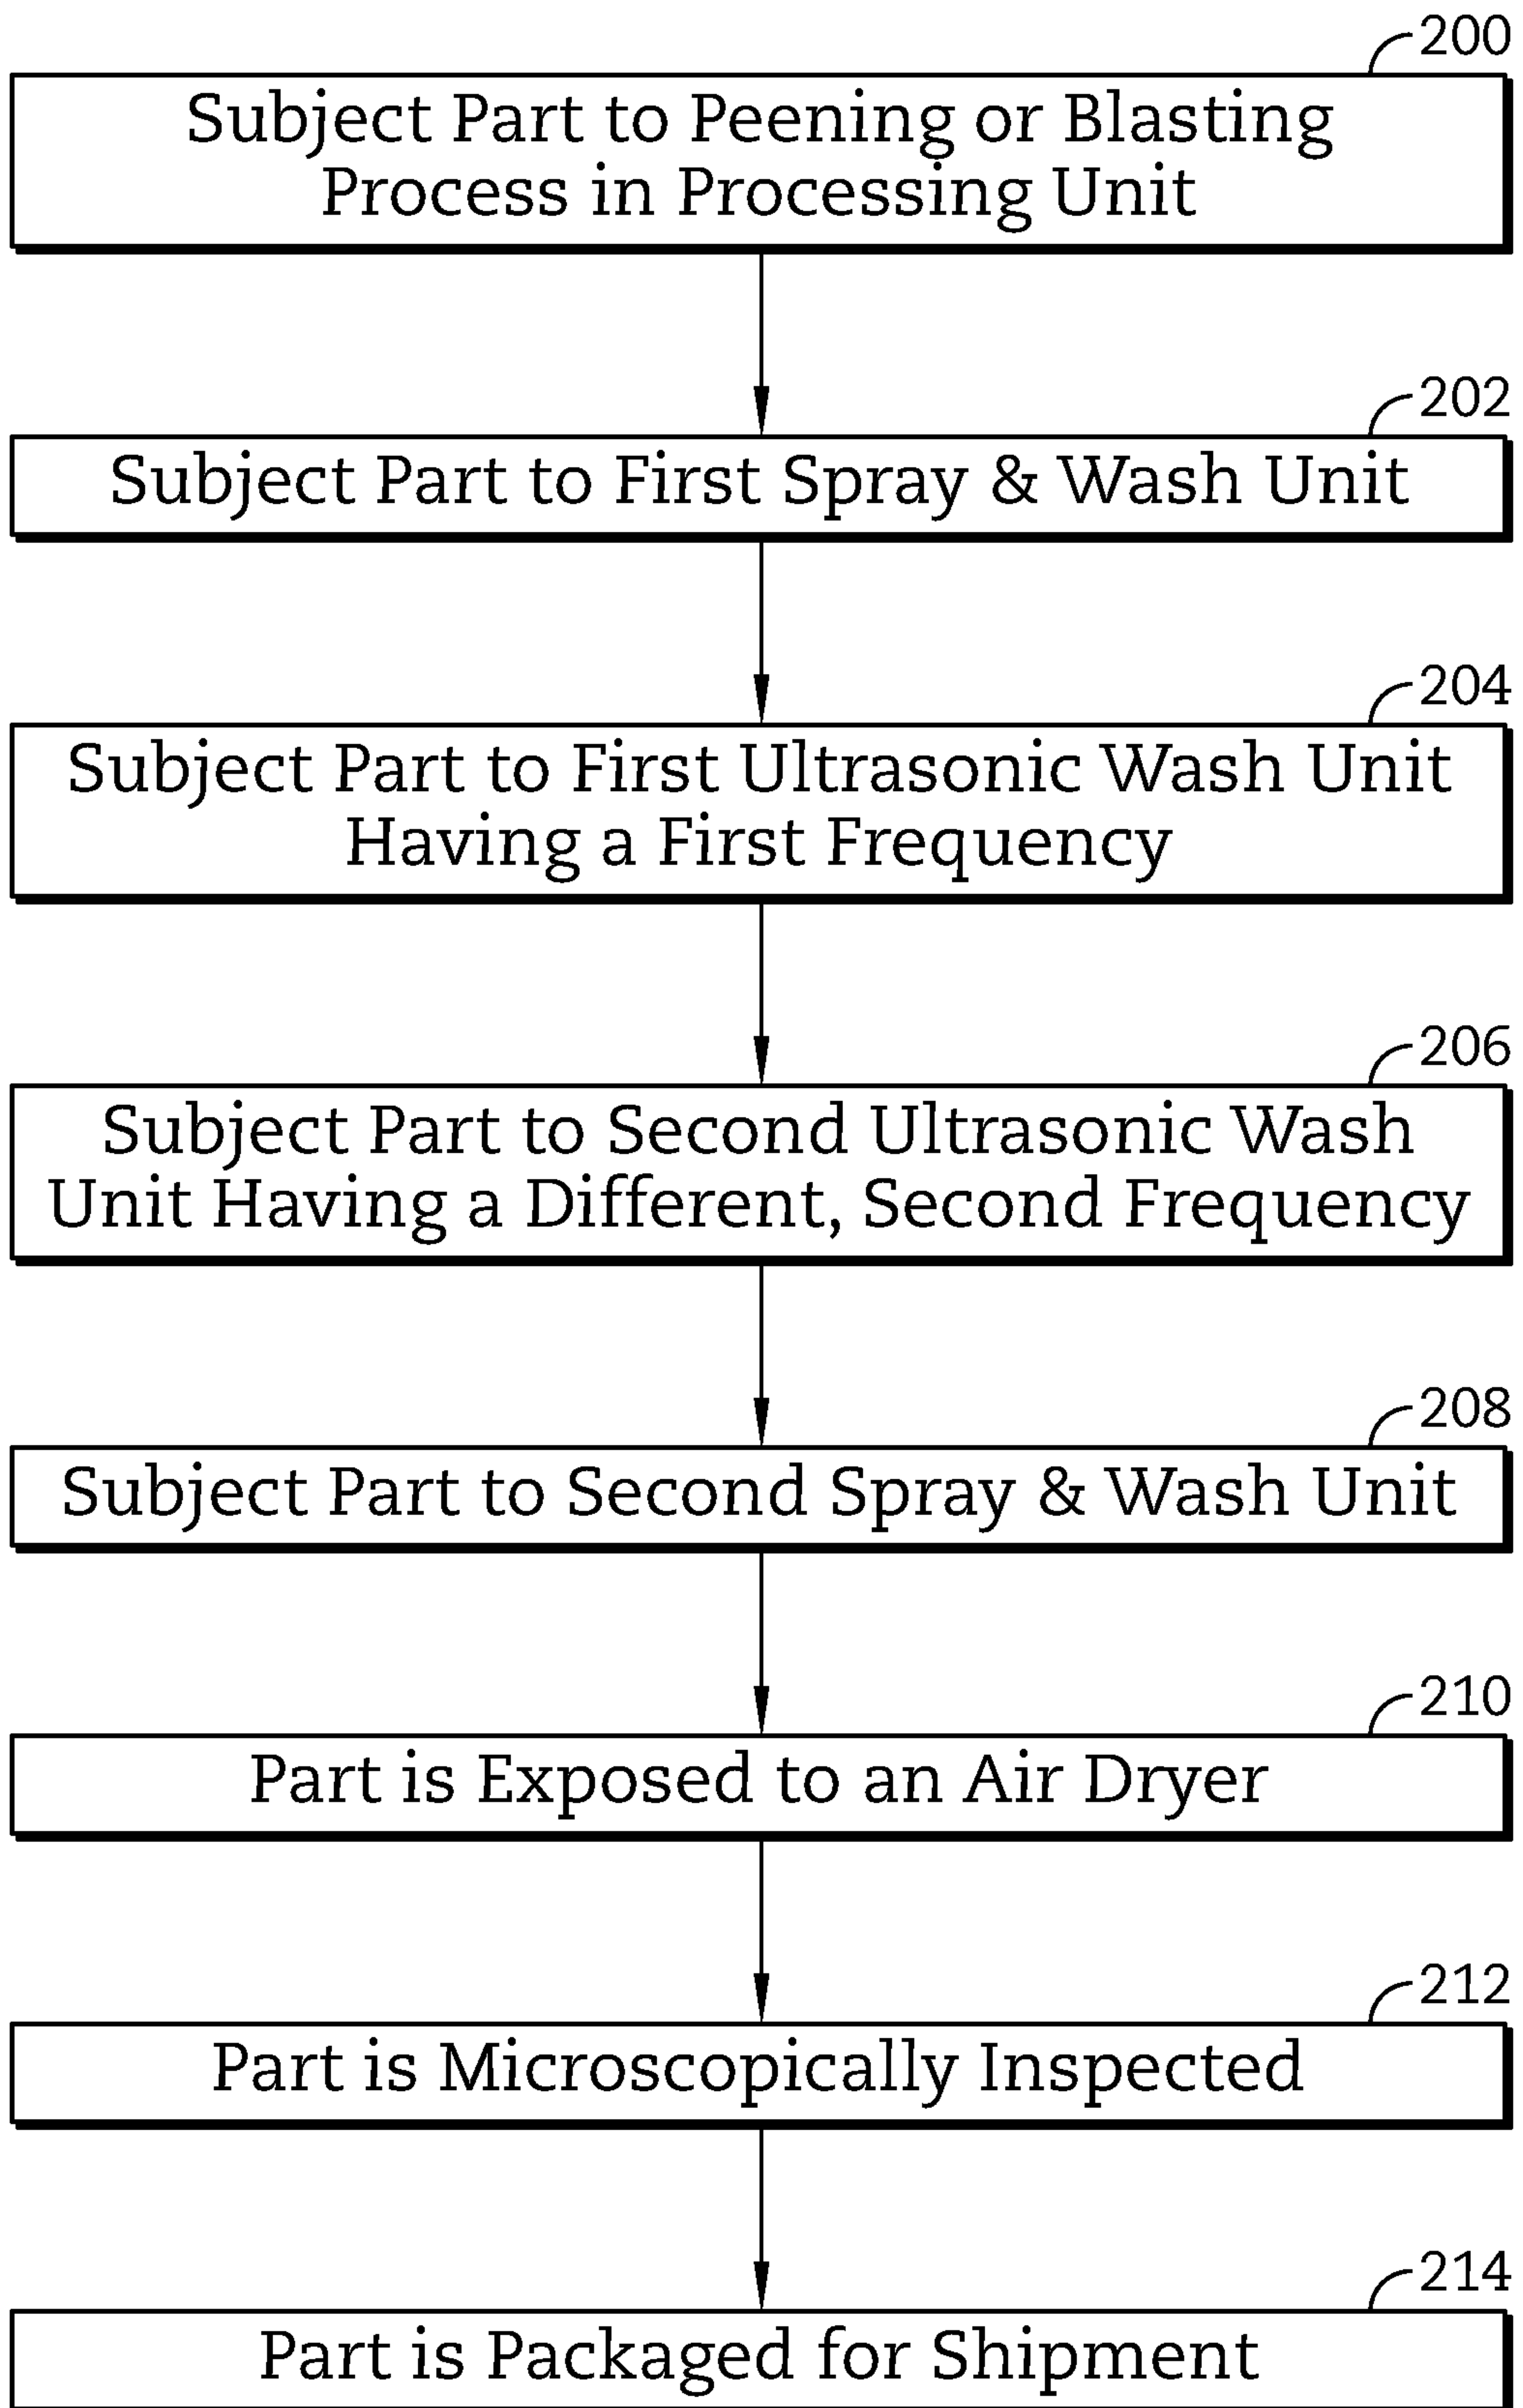 200
Subject Part to Peening or Blasting
Process in Processing Unit
202
Subject Part to First Spray & Wash Unit
204
Subject Part to First Ultrasonic Wash Unit
Having a First Frequency
206
Subject Part to Second Ultrasonic Wash
Unit Having a Different, Second Frequency
208
Subject Part to Second Spray & Wash Unit
210
Part is Exposed to an Air Dryer
212
Part is Microscopically Inspected
214
Part is Packaged for Shipment